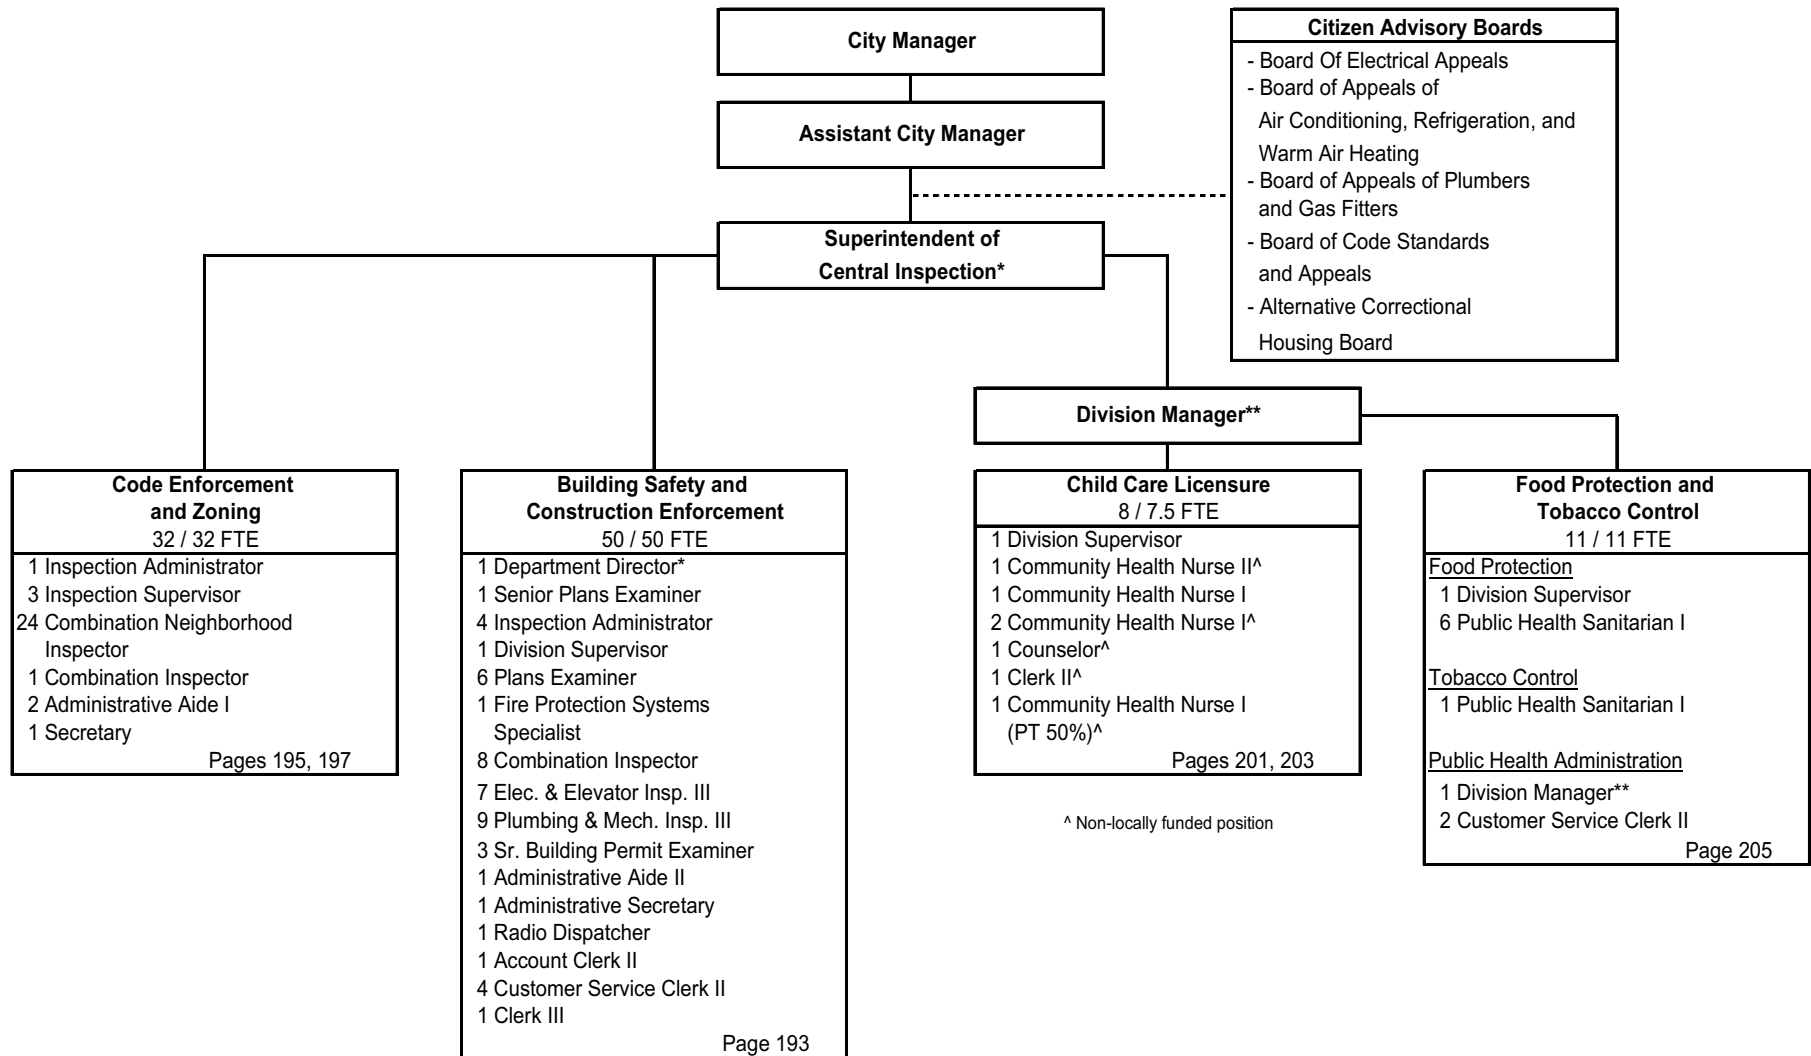 City Manager
Assistant City Manager
Citizen Advisory Boards
- Board Of Electrical Appeals
- Board of Appeals of
Air Conditioning, Refrigeration, and
Warm Air Heating
- Board of Appeals of Plumbers
and Gas Fitters
- Board of Code Standards
and Appeals
- Alternative Correctional
Housing Board
Superintendent of
Central Inspection*
Division Manager**
Code Enforcement
and Zoning
32 / 32 FTE
1 Inspection Administrator
3 Inspection Supervisor
24 Combination Neighborhood
Inspector
1 Combination Inspector
2 Administrative Aide I
1 Secretary
Pages 195, 197
Building Safety and
Construction Enforcement
50 / 50 FTE
1 Department Director*
1 Senior Plans Examiner
4 Inspection Administrator
1 Division Supervisor
6 Plans Examiner
1 Fire Protection Systems
Specialist
8 Combination Inspector
7 Elec. & Elevator Insp. III
9 Plumbing & Mech. Insp. III
3 Sr. Building Permit Examiner
1 Administrative Aide II
1 Administrative Secretary
1 Radio Dispatcher
1 Account Clerk II
4 Customer Service Clerk II
1 Clerk III
Page 193
Child Care Licensure
8 / 7.5 FTE
1 Division Supervisor
1 Community Health Nurse II^
1 Community Health Nurse I
2 Community Health Nurse I^
1 Counselor^
1 Clerk II^
1 Community Health Nurse I
(PT 50%)^
Pages 201, 203
^ Non-locally funded position
Food Protection and
Tobacco Control
11 / 11 FTE
Food Protection
1 Division Supervisor
6 Public Health Sanitarian I
Tobacco Control
1 Public Health Sanitarian I
Public Health Administration
1 Division Manager**
2 Customer Service Clerk II
Page 205